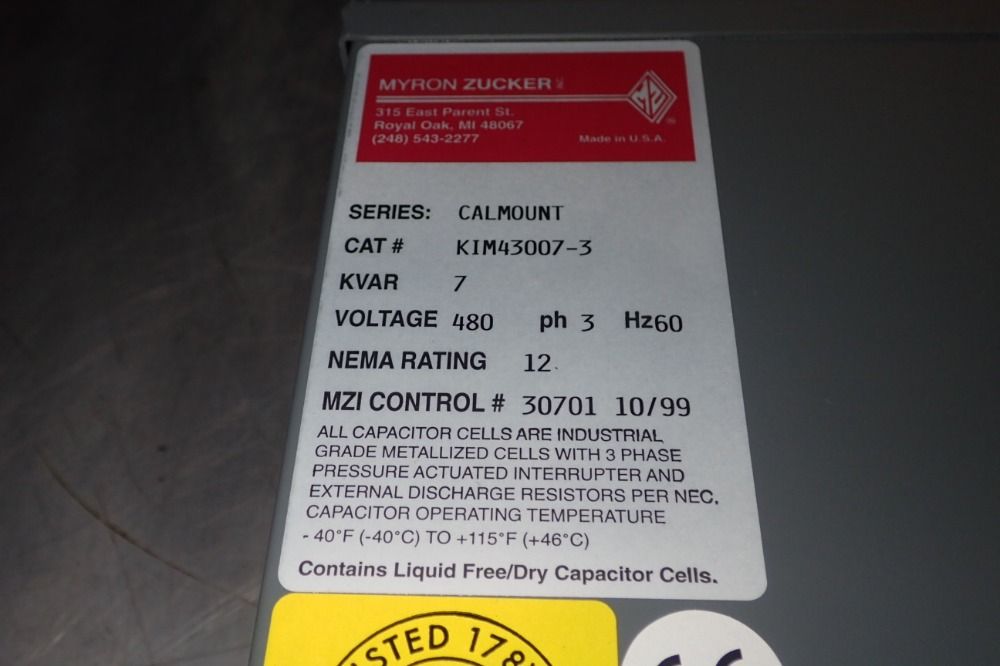 MYRON ZUCKER INC.
MZI ®
315 East Parent St.
Royal Oak, MI 48067
(248) 543-2277 Made in U.S.A.
SERIES: CALMOUNT
CAT # KIM43007-3
KVAR 7
VOLTAGE 480 ph 3 Hz60
NEMA RATING 12
MZI CONTROL # 30701 10/99
ALL CAPACITOR CELLS ARE INDUSTRIAL
GRADE METALLIZED CELLS WITH 3 PHASE
PRESSURE ACTUATED INTERRUPTER AND
EXTERNAL DISCHARGE RESISTORS PER NEC.
CAPACITOR OPERATING TEMPERATURE
- 40°F (-40°C) TO +115°F (+46°C)
Contains Liquid Free/Dry Capacitor Cells.